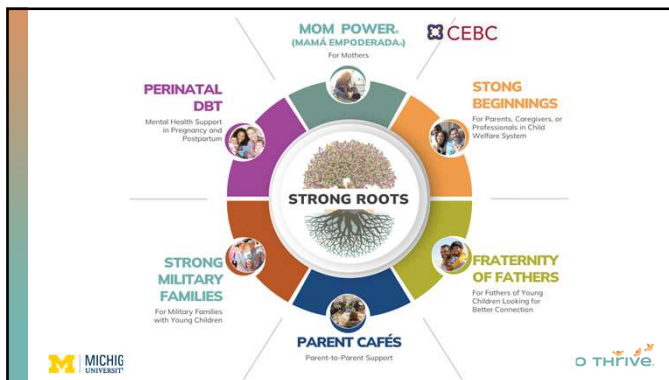 MOM POWER®
(MAMÁ EMPODERADA®)
For Mothers
CEBC
PERINATAL
DBT
Mental Health Support
in Pregnancy and
Postpartum
STONG
BEGINNINGS
For Parents, Caregivers, or
Professionals in Child
Welfare System
STRONG ROOTS
STRONG
MILITARY
FAMILIES
For Military Families
with Young Children
FRATERNITY
OF FATHERS
For Fathers of Young
Children Looking for
Better Connection
PARENT CAFÉS
Parent-to-Parent Support
M
MICHIG
UNIVERSIT
O THrive.